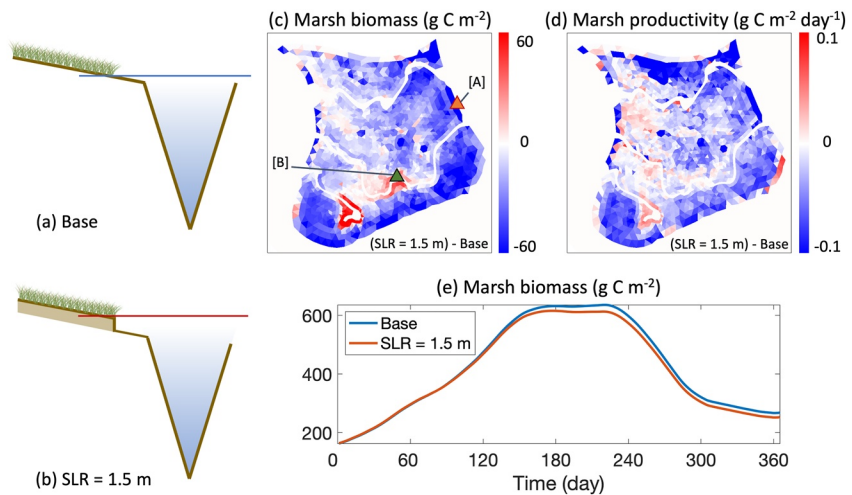 (c) Marsh biomass (g C m-2)
(d) Marsh productivity (g C m-2 day-1)
60
0
-60
0.1
0
-0.1
[A]
[B]
(SLR = 1.5 m) - Base
(SLR = 1.5 m) - Base
(a) Base
(b) SLR = 1.5 m
(e) Marsh biomass (g C m-2)
600
400
200
Base
SLR = 1.5 m
0
60
120
180
240
300
360
Time (day)